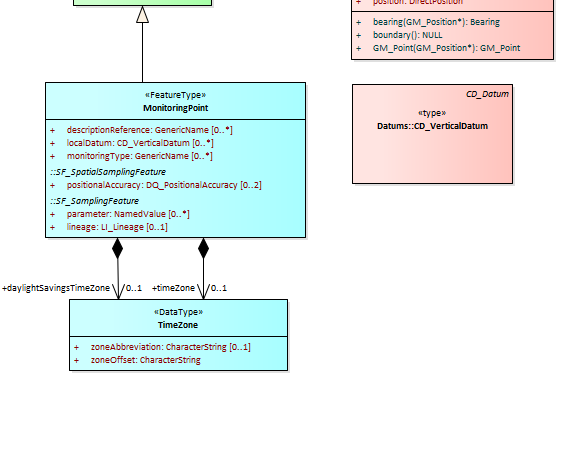 + position: DirectPosition
+ bearing(GM_Position*): Bearing
+ boundary(): NULL
+ GM_Point(GM_Position*): GM_Point
«FeatureType»
MonitoringPoint
+ descriptionReference: GenericName [0..*]
+ localDatum: CD_VerticalDatum [0..*]
+ monitoringType: GenericName [0..*]
::SF_SpatialSamplingFeature
+ positionalAccuracy: DQ_PositionalAccuracy [0..2]
::SF_SamplingFeature
+ parameter: NamedValue [0..*]
+ lineage: LI_Lineage [0..1]
CD_Datum
«type»
Datums::CD_VerticalDatum
+daylightSavingsTimeZone 0..1 +timeZone 0..1
«DataType»
TimeZone
+ zoneAbbreviation: CharacterString [0..1]
+ zoneOffset: CharacterString